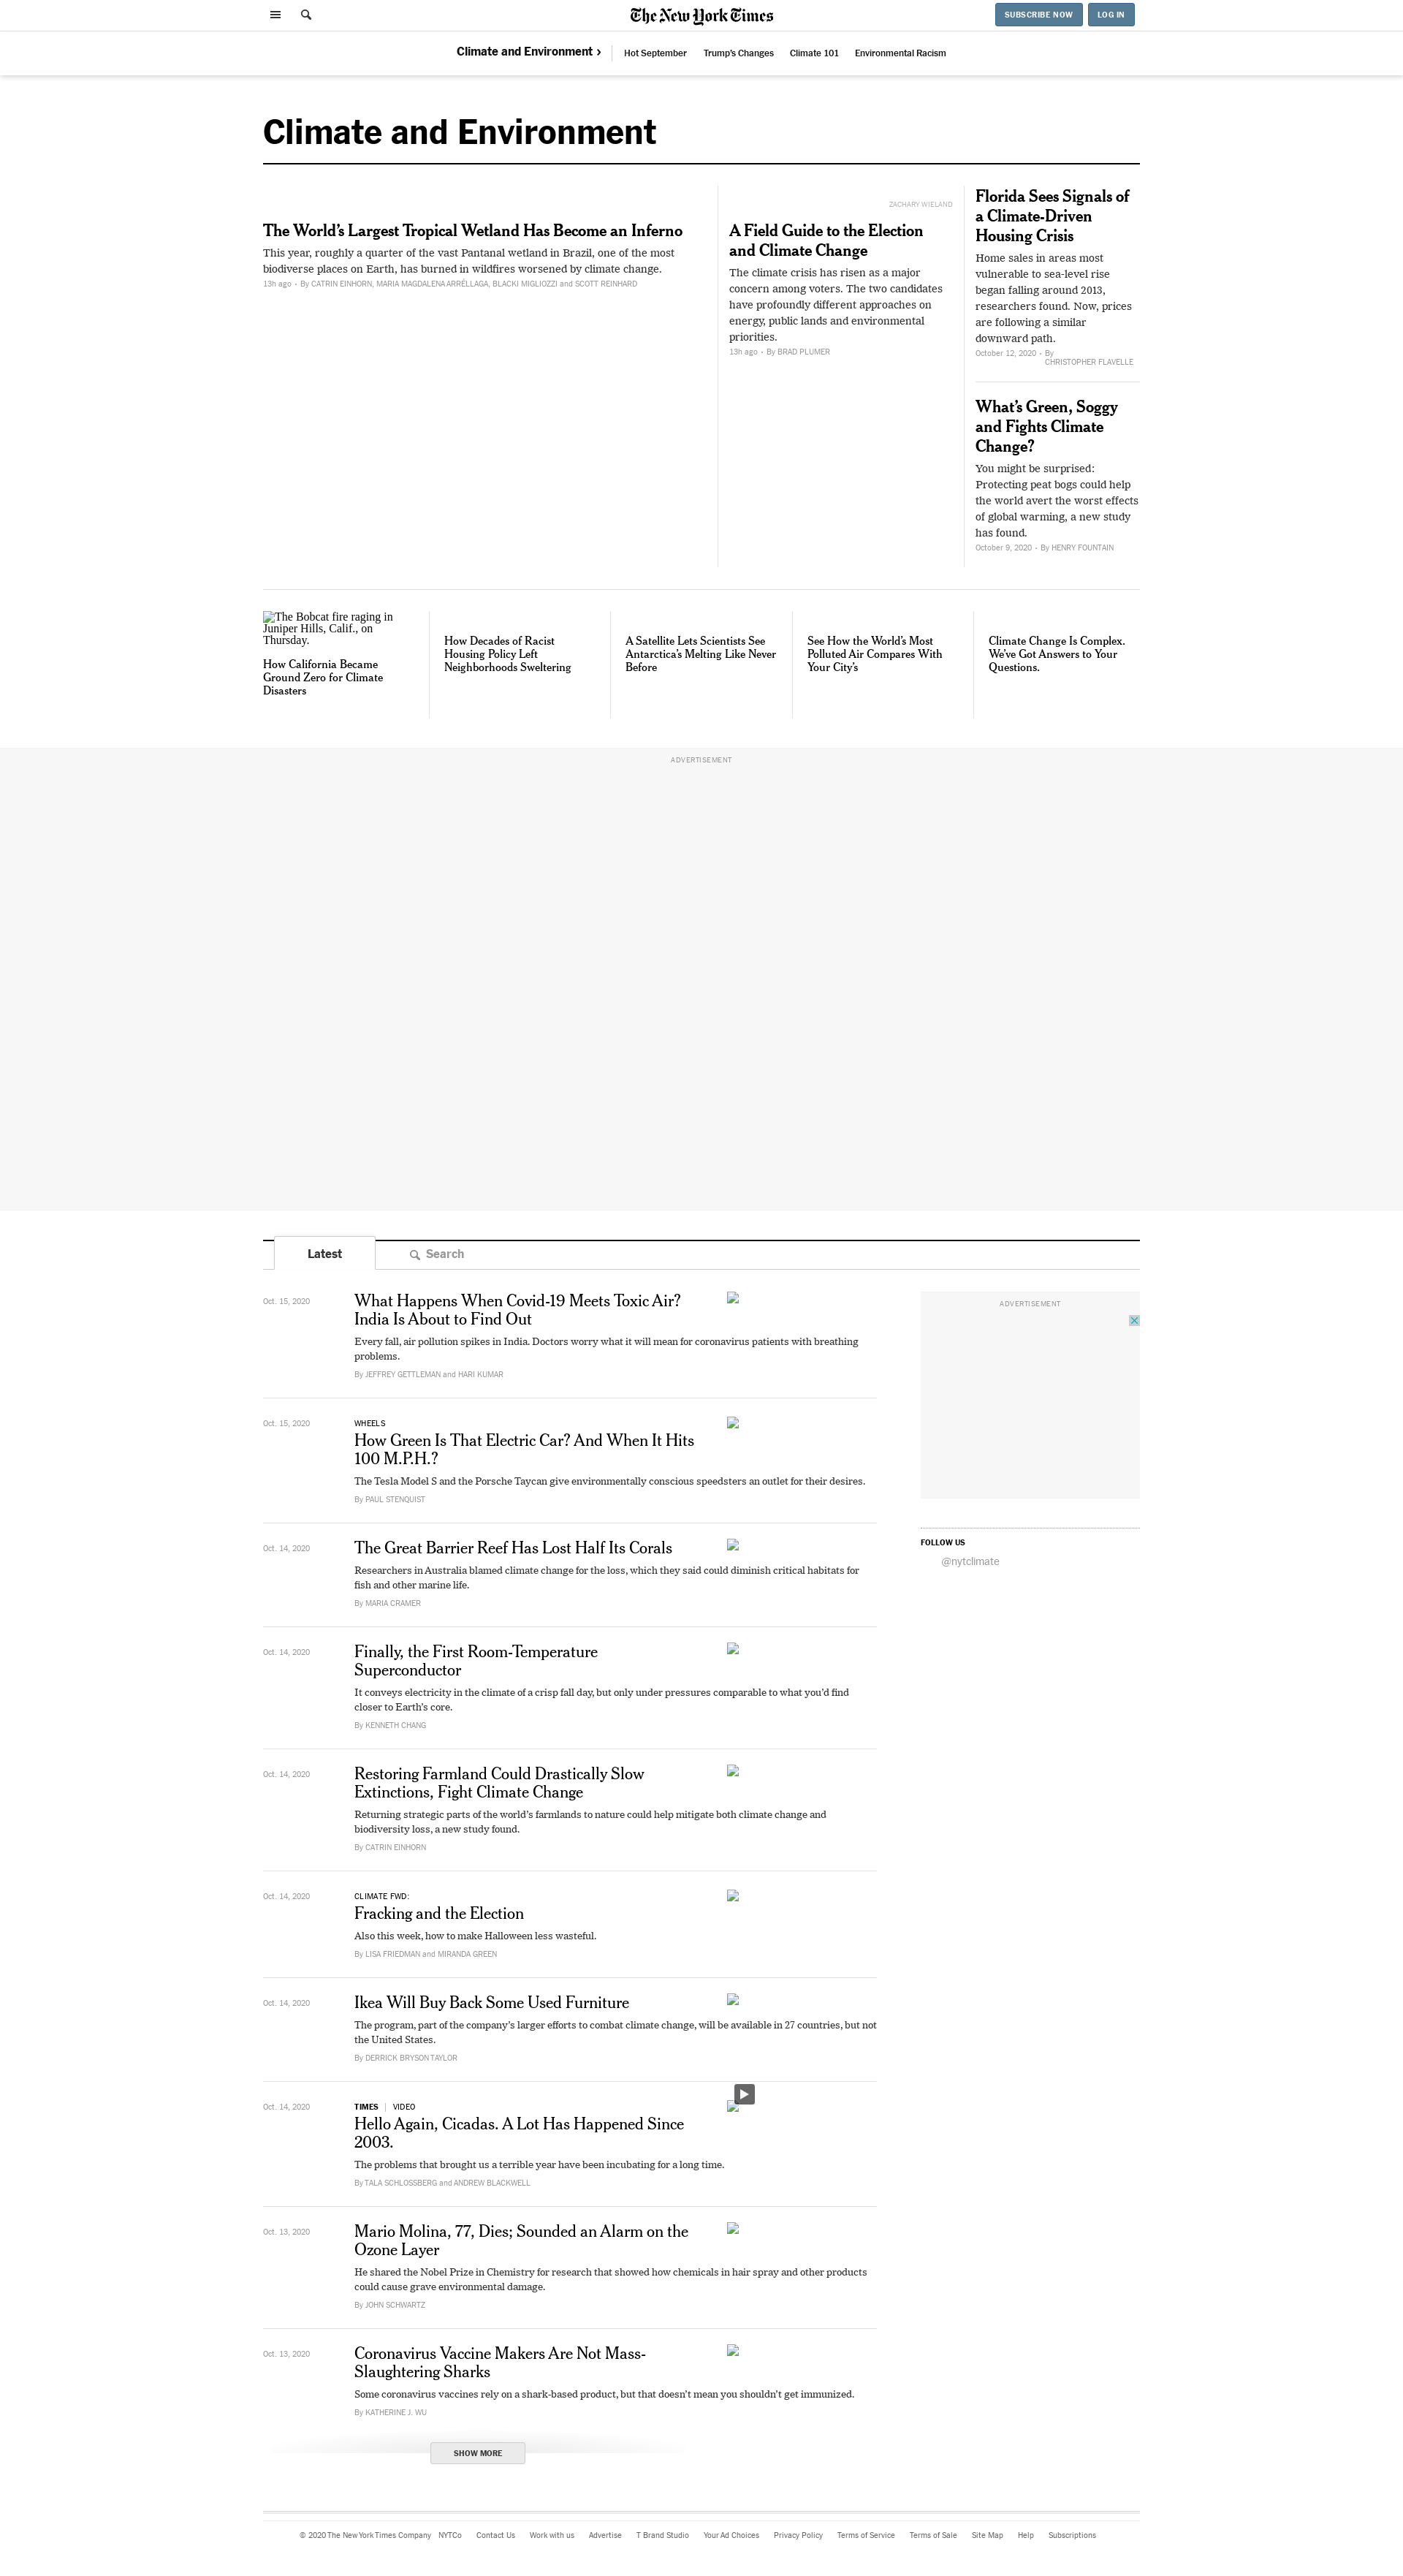 The New York Times
SUBSCRIBE NOW
LOG IN
Climate and Environment ›
Hot September
Trump's Changes
Climate 101
Environmental Racism
Climate and Environment
The World's Largest Tropical Wetland Has Become an Inferno
This year, roughly a quarter of the vast Pantanal wetland in Brazil, one of the most
biodiverse places on Earth, has burned in wildfires worsened by climate change.
13h ago • By CATRIN EINHORN, MARIA MAGDALENA ARRÉLLAGA, BLACKI MIGLIOZZI and SCOTT REINHARD
ZACHARY WIELAND
A Field Guide to the Election
and Climate Change
The climate crisis has risen as a major
concern among voters. The two candidates
have profoundly different approaches on
energy, public lands and environmental
priorities.
13h ago • By BRAD PLUMER
Florida Sees Signals of
a Climate-Driven
Housing Crisis
Home sales in areas most
vulnerable to sea-level rise
began falling around 2013,
researchers found. Now, prices
are following a similar
downward path.
October 12, 2020 • By
CHRISTOPHER FLAVELLE
What's Green, Soggy
and Fights Climate
Change?
You might be surprised:
Protecting peat bogs could help
the world avert the worst effects
of global warming, a new study
has found.
October 9, 2020 • By HENRY FOUNTAIN
The Bobcat fire raging in
Juniper Hills, Calif., on
Thursday.
How California Became
Ground Zero for Climate
Disasters
How Decades of Racist
Housing Policy Left
Neighborhoods Sweltering
A Satellite Lets Scientists See
Antarctica's Melting Like Never
Before
See How the World's Most
Polluted Air Compares With
Your City's
Climate Change Is Complex.
We've Got Answers to Your
Questions.
ADVERTISEMENT
Latest
Search
Oct. 15, 2020
What Happens When Covid-19 Meets Toxic Air?
India Is About to Find Out
Every fall, air pollution spikes in India. Doctors worry what it will mean for coronavirus patients with breathing
problems.
By JEFFREY GETTLEMAN and HARI KUMAR
ADVERTISEMENT
Oct. 15, 2020
WHEELS
How Green Is That Electric Car? And When It Hits
100 M.P.H.?
The Tesla Model S and the Porsche Taycan give environmentally conscious speedsters an outlet for their desires.
By PAUL STENQUIST
FOLLOW US
@nytclimate
Oct. 14, 2020
The Great Barrier Reef Has Lost Half Its Corals
Researchers in Australia blamed climate change for the loss, which they said could diminish critical habitats for
fish and other marine life.
By MARIA CRAMER
Oct. 14, 2020
Finally, the First Room-Temperature
Superconductor
It conveys electricity in the climate of a crisp fall day, but only under pressures comparable to what you'd find
closer to Earth's core.
By KENNETH CHANG
Oct. 14, 2020
Restoring Farmland Could Drastically Slow
Extinctions, Fight Climate Change
Returning strategic parts of the world's farmlands to nature could help mitigate both climate change and
biodiversity loss, a new study found.
By CATRIN EINHORN
Oct. 14, 2020
CLIMATE FWD:
Fracking and the Election
Also this week, how to make Halloween less wasteful.
By LISA FRIEDMAN and MIRANDA GREEN
Oct. 14, 2020
Ikea Will Buy Back Some Used Furniture
The program, part of the company's larger efforts to combat climate change, will be available in 27 countries, but not
the United States.
By DERRICK BRYSON TAYLOR
Oct. 14, 2020
TIMES | VIDEO
Hello Again, Cicadas. A Lot Has Happened Since
2003.
The problems that brought us a terrible year have been incubating for a long time.
By TALA SCHLOSSBERG and ANDREW BLACKWELL
Oct. 13, 2020
Mario Molina, 77, Dies; Sounded an Alarm on the
Ozone Layer
He shared the Nobel Prize in Chemistry for research that showed how chemicals in hair spray and other products
could cause grave environmental damage.
By JOHN SCHWARTZ
Oct. 13, 2020
Coronavirus Vaccine Makers Are Not Mass-
Slaughtering Sharks
Some coronavirus vaccines rely on a shark-based product, but that doesn't mean you shouldn't get immunized.
By KATHERINE J. WU
SHOW MORE
© 2020 The New York Times Company
NYTCo
Contact Us
Work with us
Advertise
T Brand Studio
Your Ad Choices
Privacy Policy
Terms of Service
Terms of Sale
Site Map
Help
Subscriptions